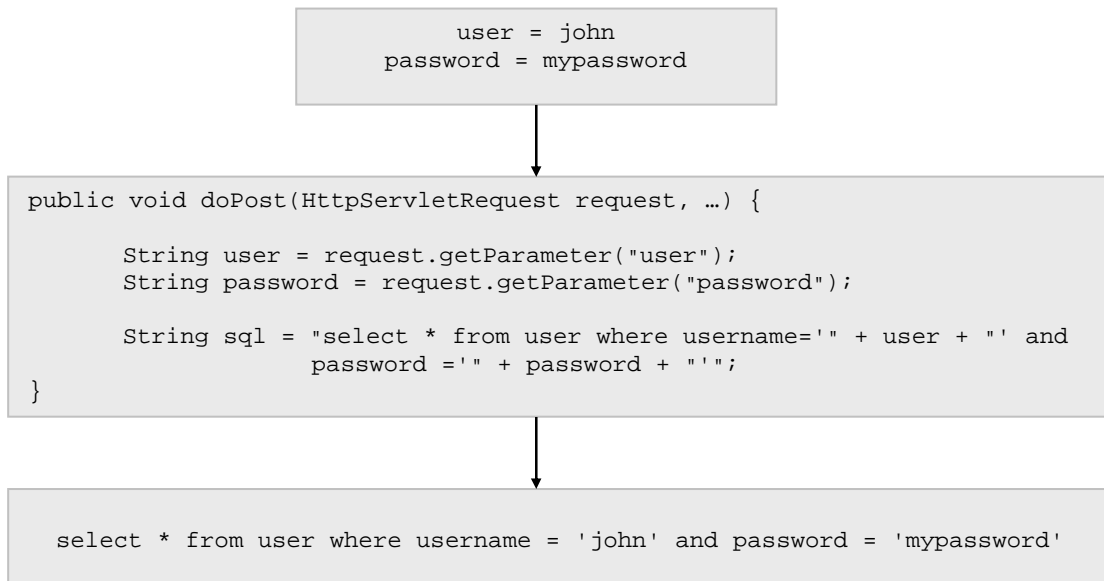 user = john
password = mypassword
public void doPost(HttpServletRequest request, …) {
String user = request.getParameter("user");
String password = request.getParameter("password");
String sql = "select * from user where username='" + user + "' and
password ='" + password + "'";
}
select * from user where username = 'john' and password = 'mypassword'